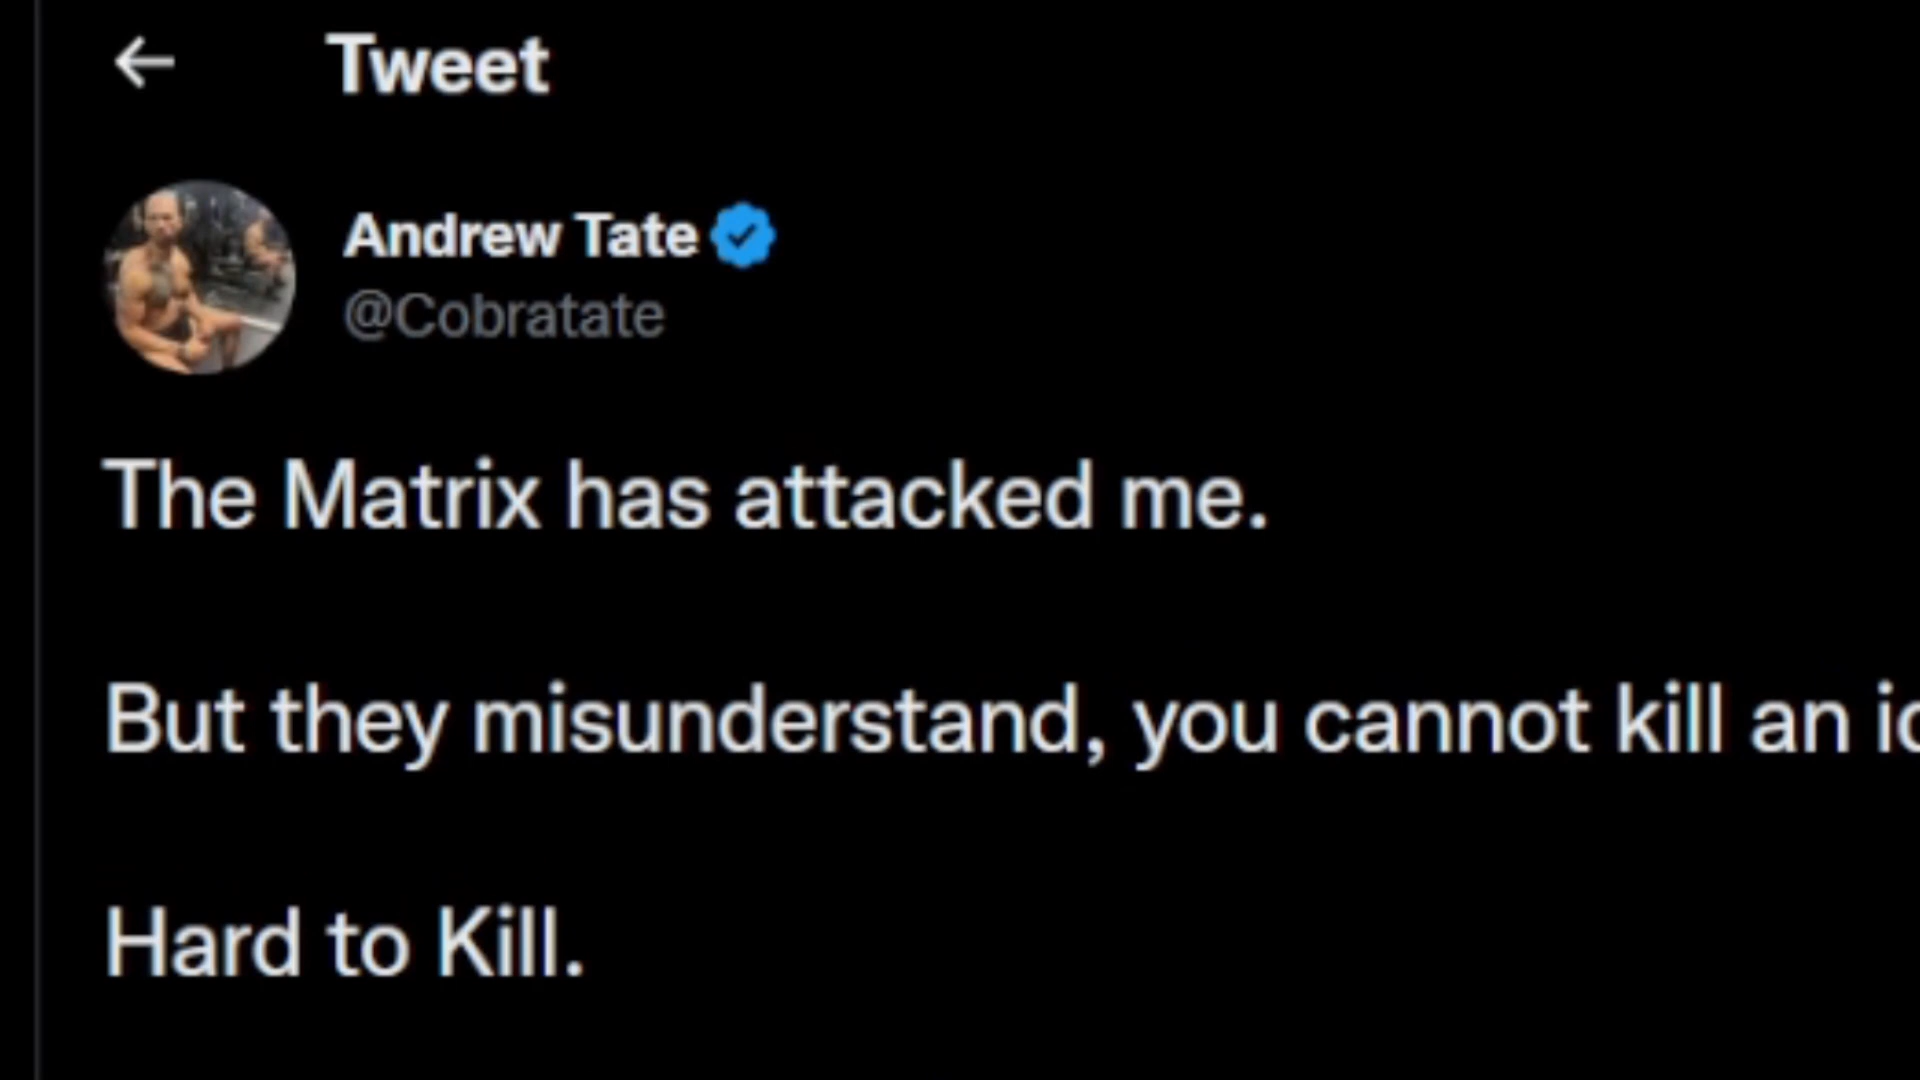 Tweet
Andrew Tate
@Cobratate
The Matrix has attacked me.
But they misunderstand, you cannot kill an
Hard to Kill.